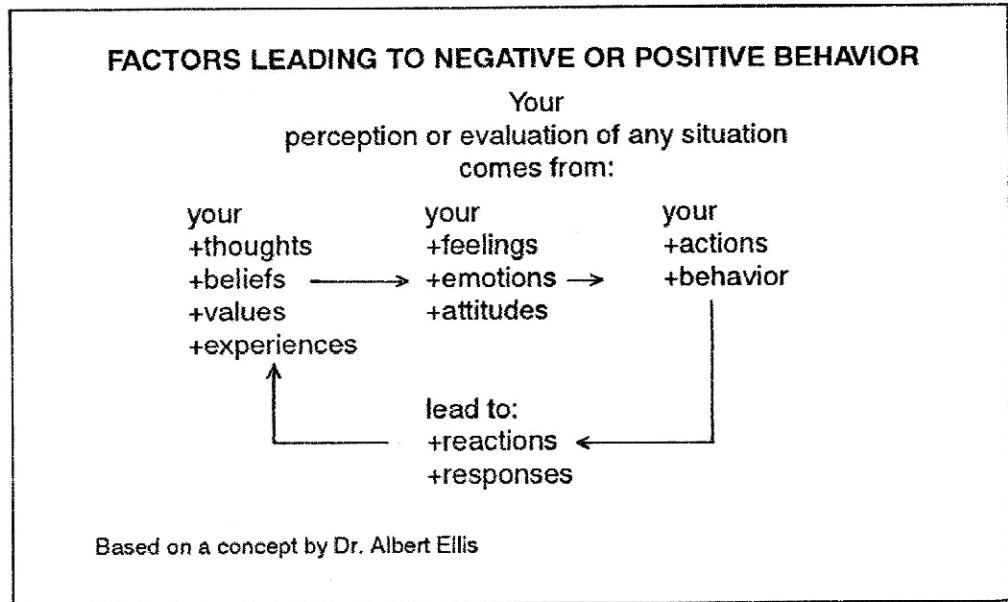 FACTORS LEADING TO NEGATIVE OR POSITIVE BEHAVIOR
Your
perception or evaluation of any situation
comes from:
your
+thoughts
+beliefs
+values
+experiences
your
+feelings
+emotions
+attitudes
your
+actions
+behavior
lead to:
+reactions
+responses
Based on a concept by Dr. Albert Ellis